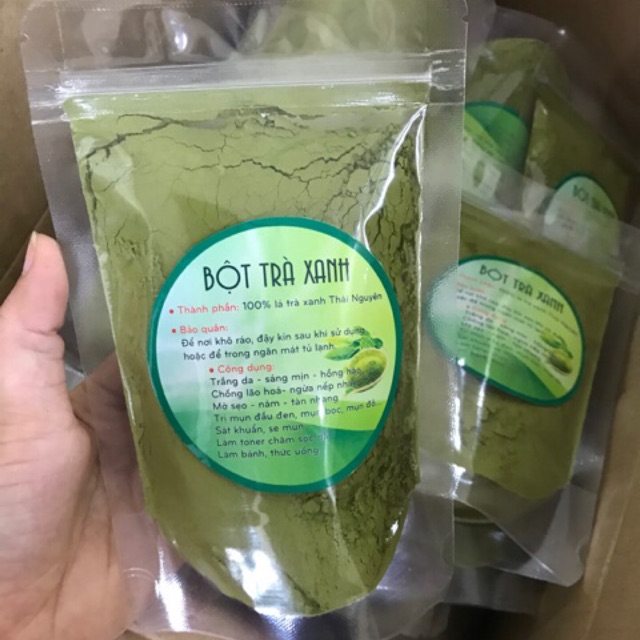 BỘT TRÀ XANH
• Thành phần: 100% lá trà xanh Thái Nguyên
• Bảo quản:
Để nơi khô ráo, đậy kín sau khi sử dụng
hoặc để trong ngăn mát tủ lạnh
• Công dụng:
Trắng da - sáng mịn - hồng hào
Chống lão hoá - ngừa nếp nhăn
Mờ sẹo - nám - tàn nhang
Trị mụn đầu đen, mụn bọc, mụn đỏ
Sát khuẩn, se mụn
Làm toner chăm sóc
Làm bánh, thức uống
BỘT TRÀ XANH